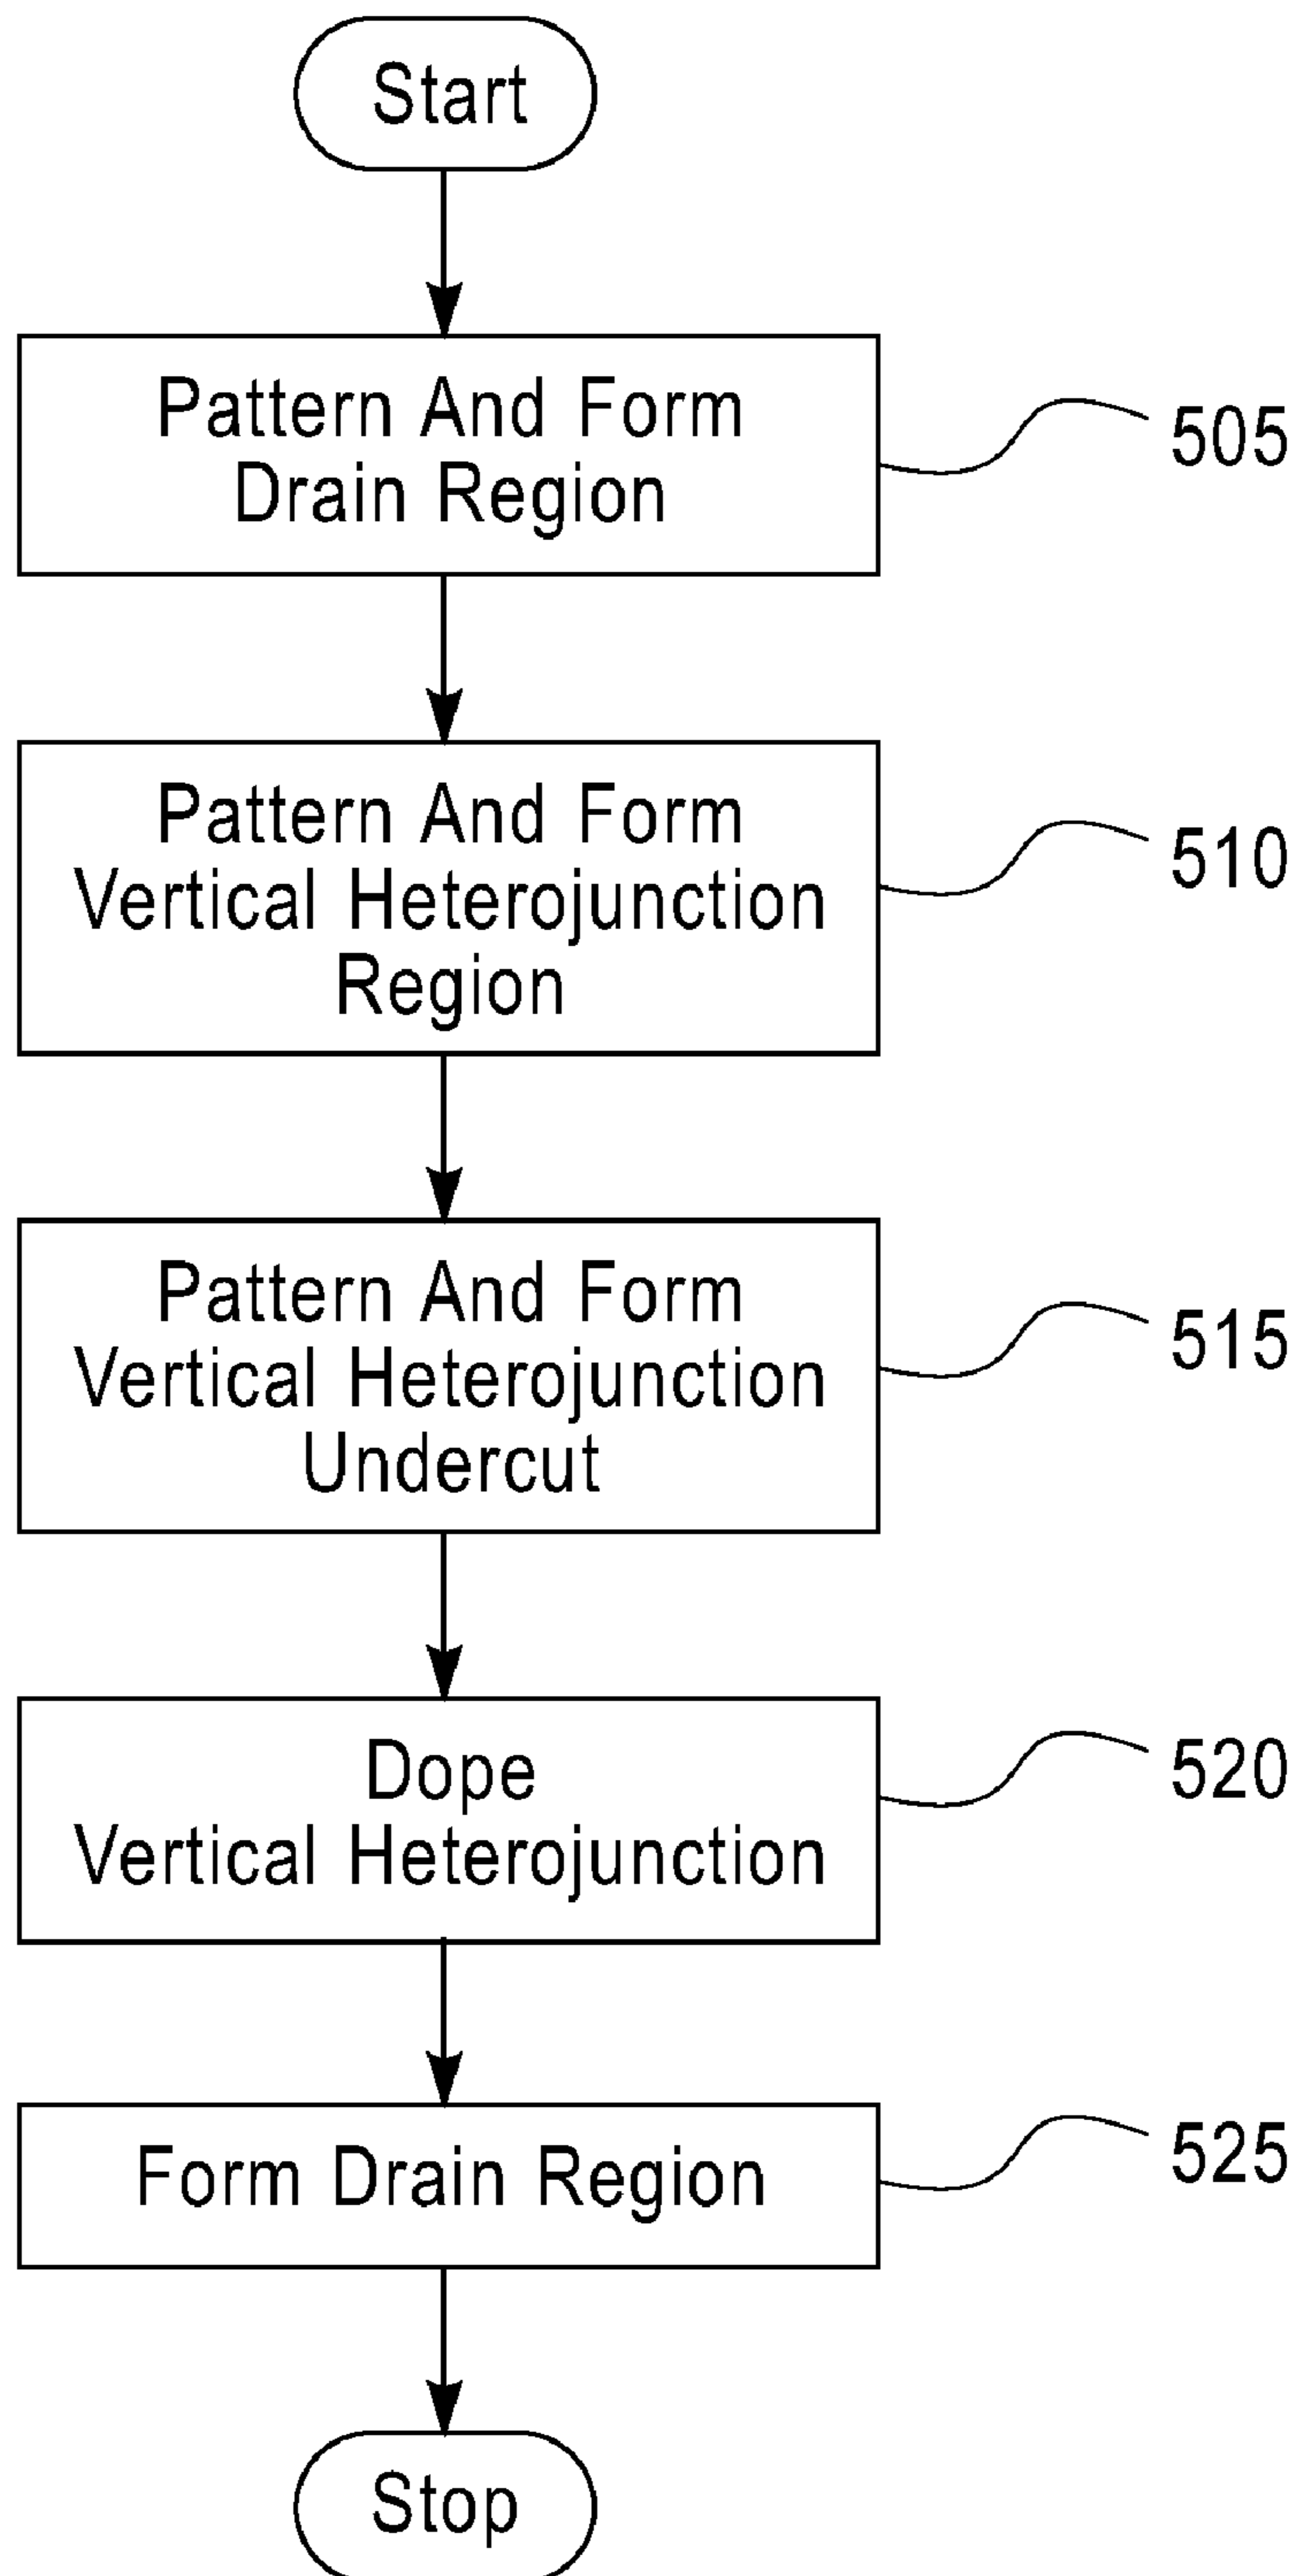 Start
Pattern And Form
Drain Region
505
Pattern And Form
Vertical Heterojunction
Region
510
Pattern And Form
Vertical Heterojunction
Undercut
515
Dope
Vertical Heterojunction
520
Form Drain Region
525
Stop